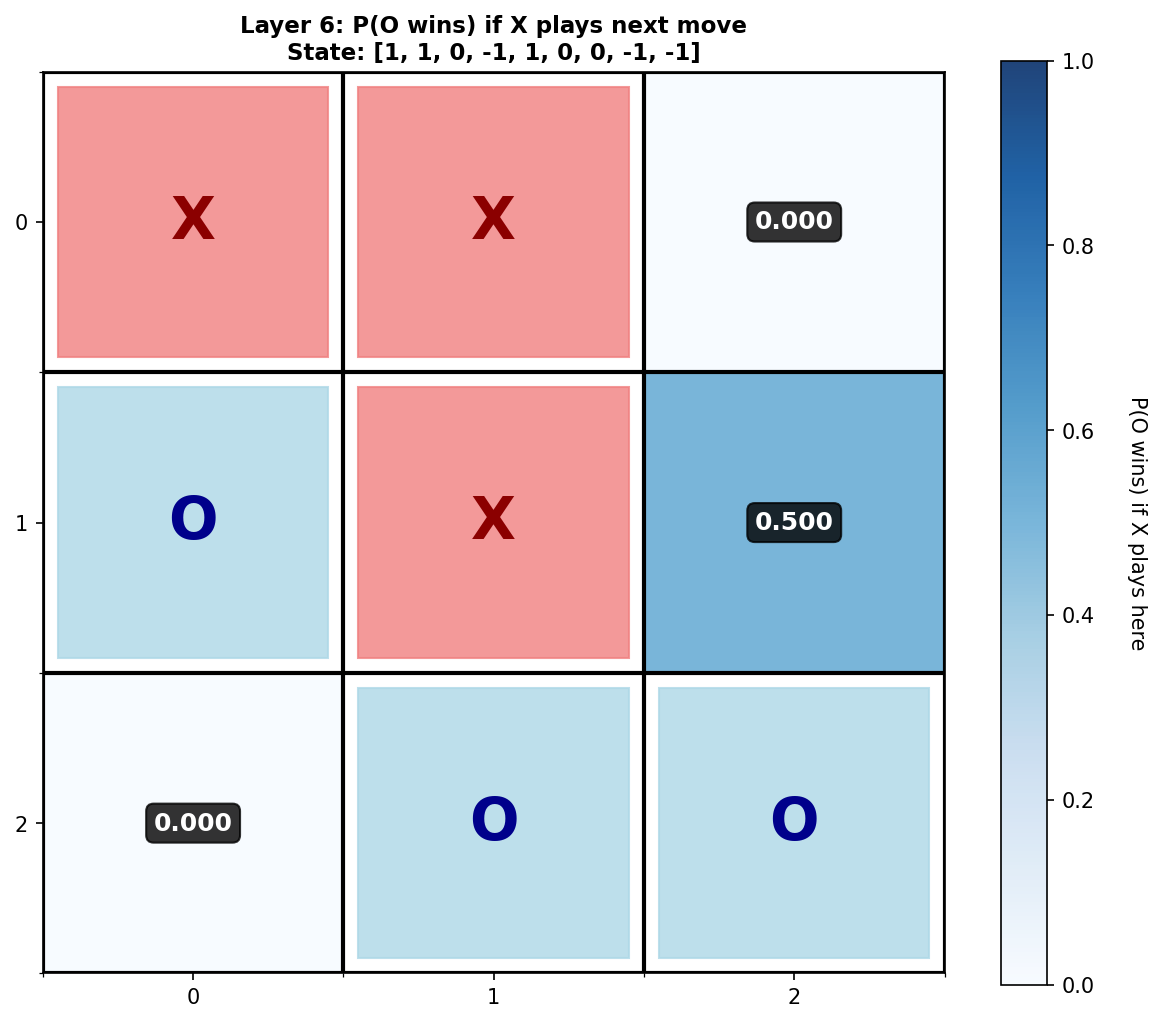 Layer 6: P(O wins) if X plays next move
State: [1, 1, 0, -1, 1, 0, 0, -1, -1]
X X 0.000
O X 0.500
0.000 O O
0
1
2
0 1 2
1.0
0.8
0.6
0.4
0.2
0.0
P(O wins) if X plays here